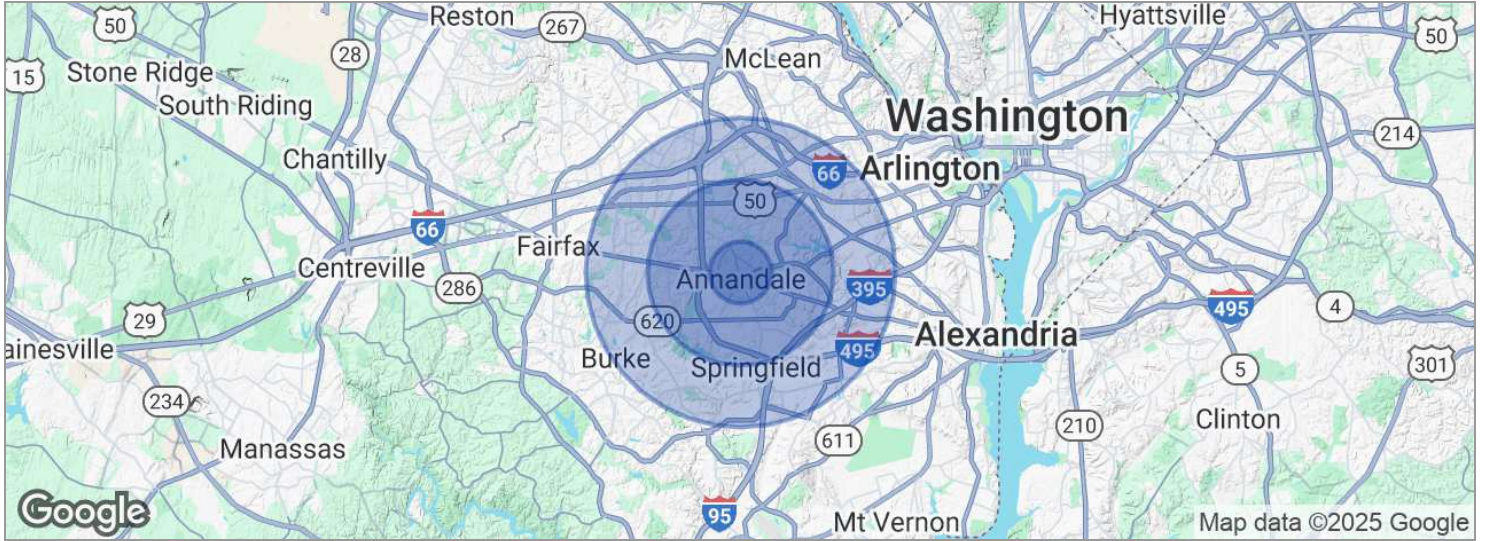 50
Reston
267
Hyattsville
50
28
15
Stone Ridge
McLean
South Riding
Washington
214
Chantilly
66
Arlington
50
66
Fairfax
Centreville
286
Annandale
395
495
4
29
620
ainesville
Alexandria
Burke
Springfield
495
5
301
234
Clinton
Manassas
611
210
Google
95
Mt Vernon
Map data ©2025 Google